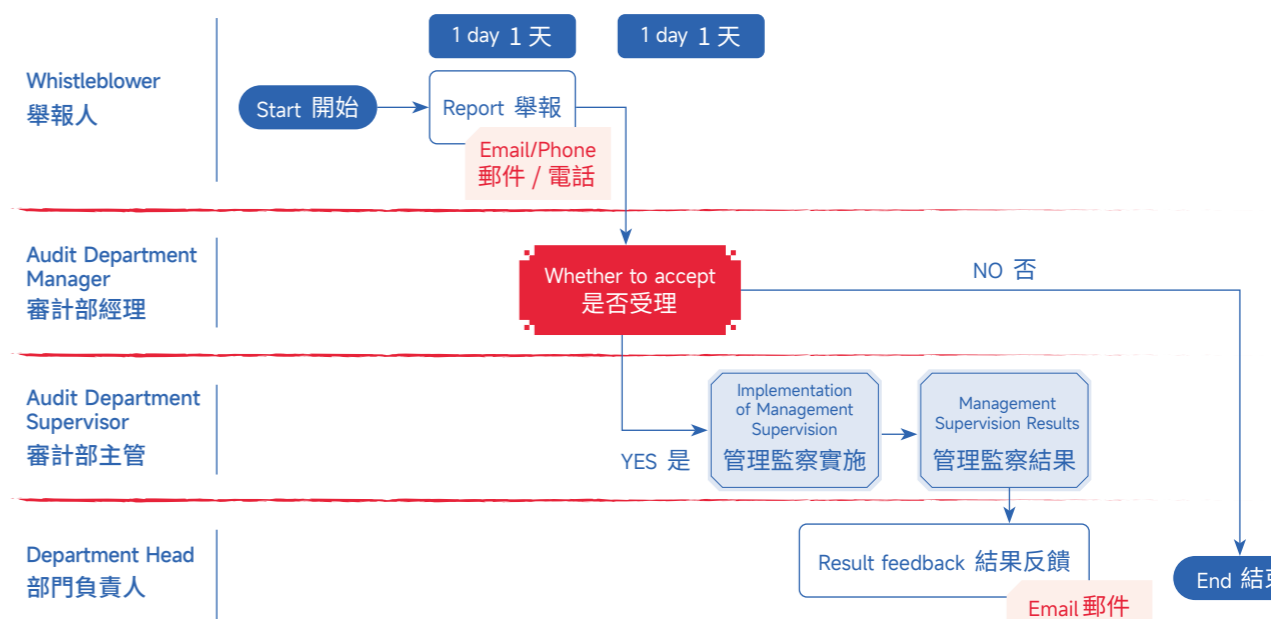 1 day 1 天
1 day 1 天
Whistleblower
舉報人
Start 開始
Report 舉報
Email/Phone
郵件 / 電話
Audit Department
Manager
審計部經理
Whether to accept
是否受理
NO 否
Audit Department
Supervisor
審計部主管
YES 是
Implementation
of Management
Supervision
管理監察實施
Management
Supervision Results
管理監察結果
Department Head
部門負責人
Result feedback 結果反饋
Email 郵件
End 結束